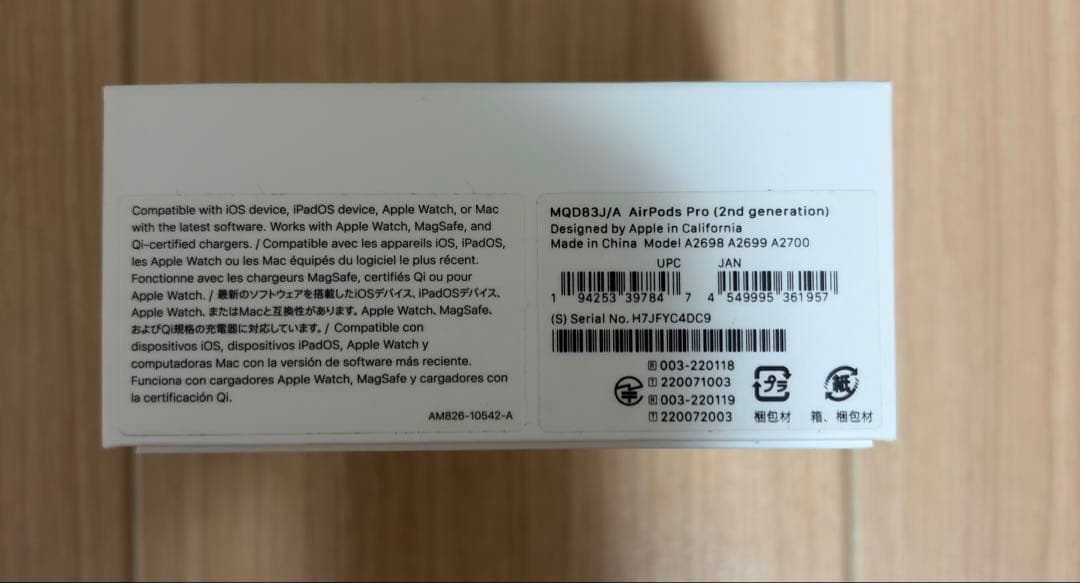 Compatible with iOS device, iPadOS device, Apple Watch, or Mac
with the latest software. Works with Apple Watch, MagSafe, and
Qi-certified chargers. / Compatible avec les appareils iOS, iPadOS,
les Apple Watch ou les Mac équipés du logiciel le plus récent.
Fonctionne avec les chargeurs MagSafe, certifiés Qi ou pour
Apple Watch. / 最新のソフトウェアを搭載したiOSデバイス、iPadOSデバイス、
Apple Watch、またはMacと互換性があります。Apple Watch、MagSafe、
およびQi規格の充電器に対応しています。/ Compatible con
dispositivos iOS, dispositivos iPadOS, Apple Watch y
computadoras Mac con la versión de software más reciente.
Funciona con cargadores Apple Watch, MagSafe y cargadores con
la certificación Qi.
AM826-10542-A
MQD83J/A AirPods Pro (2nd generation)
Designed by Apple in California
Made in China Model A2698 A2699 A2700
UPC JAN
1 94253 39784 7 4 549995 361957
(S) Serial No. H7JFYC4DC9
R 003-220118
T 220071003
R 003-220119
T 220072003
プラ 紙
梱包材 箱、梱包材